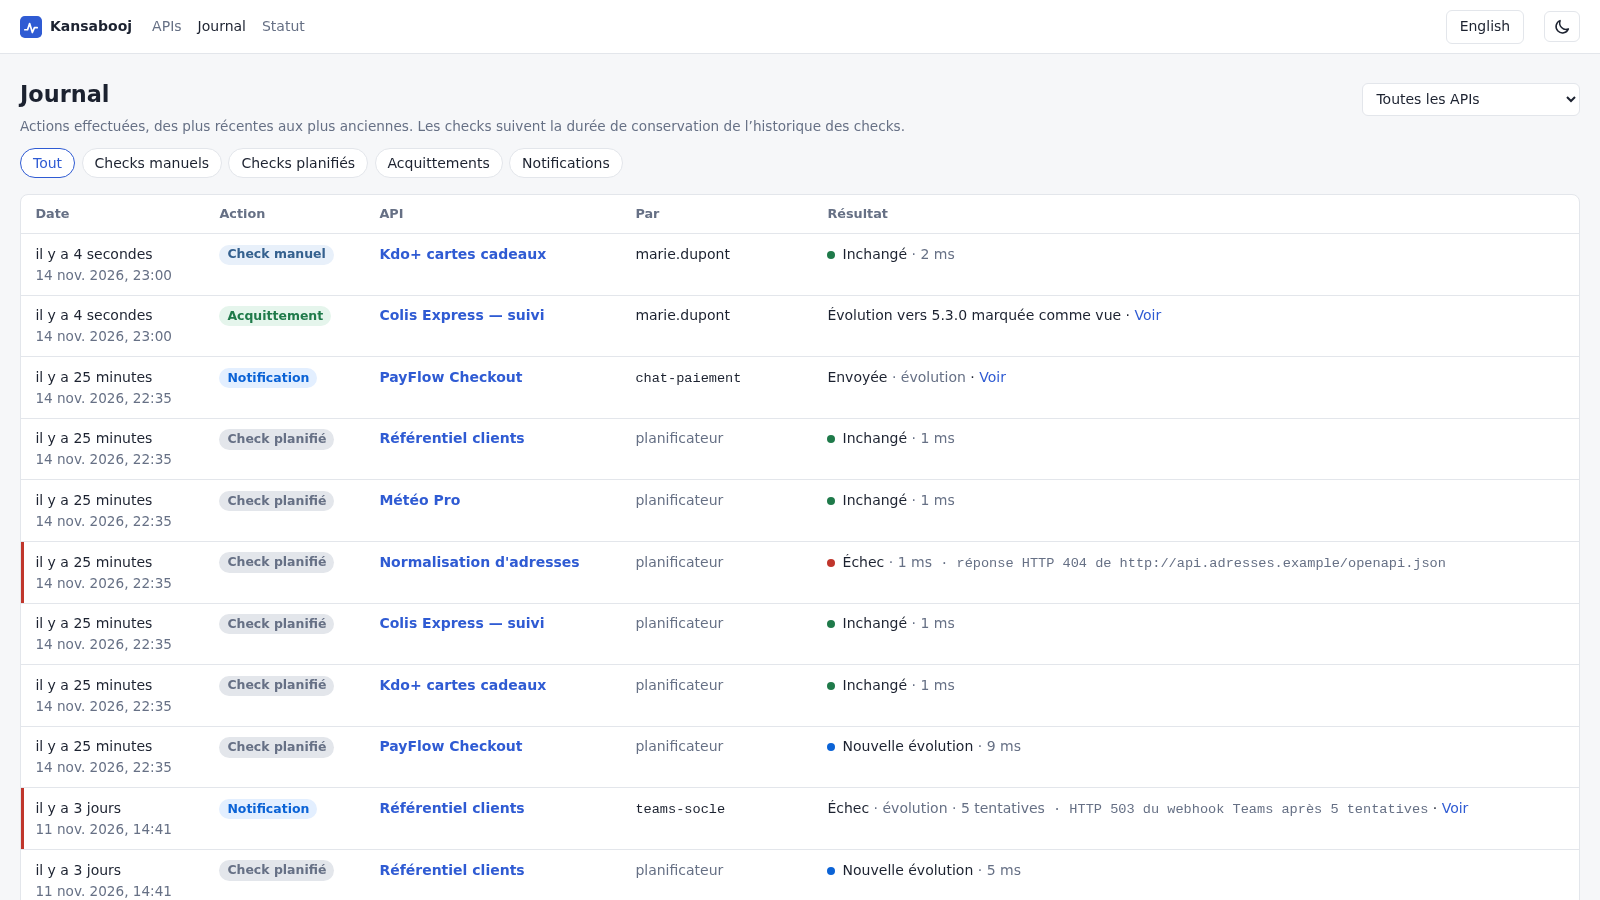 Kansabooj APIs Journal Statut English
Journal
Toutes les APIs
Actions effectuées, des plus récentes aux plus anciennes. Les checks suivent la durée de conservation de l’historique des checks.
Tout Checks manuels Checks planifiés Acquittements Notifications
Date Action API Par Résultat
il y a 4 secondes Check manuel Kdo+ cartes cadeaux marie.dupont Inchangé · 2 ms
14 nov. 2026, 23:00
il y a 4 secondes Acquittement Colis Express — suivi marie.dupont Évolution vers 5.3.0 marquée comme vue · Voir
14 nov. 2026, 23:00
il y a 25 minutes Notification PayFlow Checkout chat-paiement Envoyée · évolution · Voir
14 nov. 2026, 22:35
il y a 25 minutes Check planifié Référentiel clients planificateur Inchangé · 1 ms
14 nov. 2026, 22:35
il y a 25 minutes Check planifié Météo Pro planificateur Inchangé · 1 ms
14 nov. 2026, 22:35
il y a 25 minutes Check planifié Normalisation d'adresses planificateur Échec · 1 ms · réponse HTTP 404 de http://api.adresses.example/openapi.json
14 nov. 2026, 22:35
il y a 25 minutes Check planifié Colis Express — suivi planificateur Inchangé · 1 ms
14 nov. 2026, 22:35
il y a 25 minutes Check planifié Kdo+ cartes cadeaux planificateur Inchangé · 1 ms
14 nov. 2026, 22:35
il y a 25 minutes Check planifié PayFlow Checkout planificateur Nouvelle évolution · 9 ms
14 nov. 2026, 22:35
il y a 3 jours Notification Référentiel clients teams-socle Échec · évolution · 5 tentatives · HTTP 503 du webhook Teams après 5 tentatives · Voir
11 nov. 2026, 14:41
il y a 3 jours Check planifié Référentiel clients planificateur Nouvelle évolution · 5 ms
11 nov. 2026, 14:41